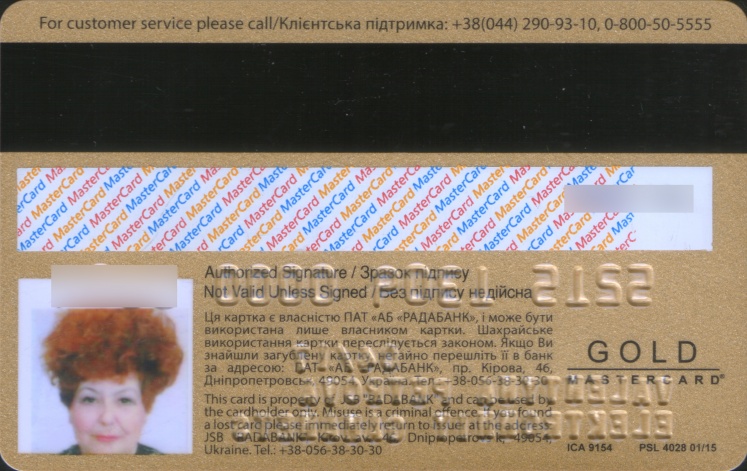 For customer service please call/Клієнтська підтримка: +38(044) 290-93-10, 0-800-50-5555
MasterCard MasterCard MasterCard MasterCard
Authorized Signature / Зразок підпису
Not Valid Unless Signed / Без підпису недійсна
Ця картка є власністю ПАТ «АБ «РАДАБАНК», і може бути
використана лише власником картки. Шахрайське
використання картки переслідується законом. Якщо Ви
знайшли загублену картку, негайно перешліть її в банк
за адресою: ПАТ «АБ «РАДАБАНК», пр. Кірова, 46,
Дніпропетровськ, 49054, Україна. Тел.: +38-056-38-30-30
This card is property of JSB "RADABANK" and can be used by
the cardholder only. Misuse is a criminal offence. If you found
a lost card please immediately return to issuer at the address:
JSB "RADABANK", 46, Dnipropetrovsk, 49054,
Ukraine. Tel.: +38-056-38-30-30
GOLD
MASTERCARD®
ICA 9154 PSL 4028 01/15